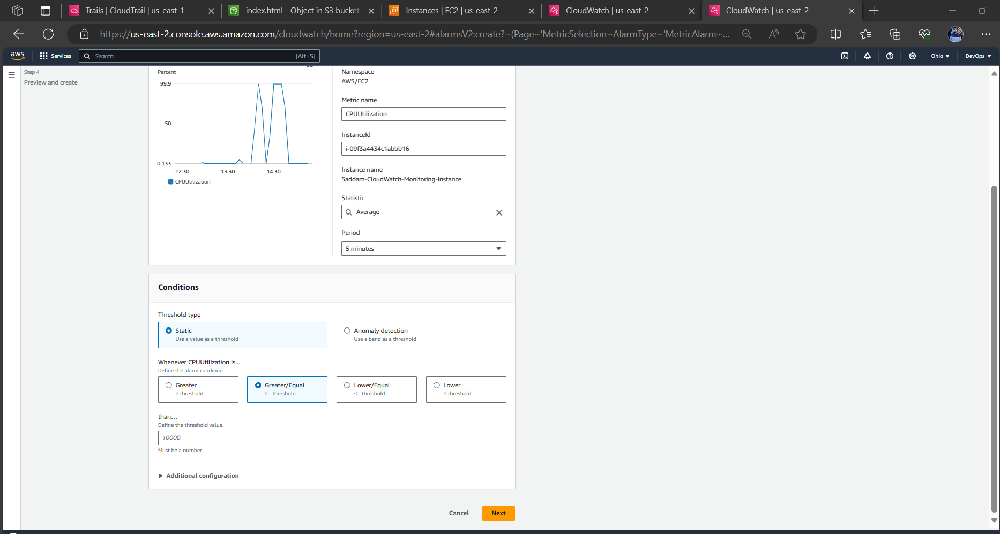 Trails | CloudTrail | us-east-1
index.html - Object in S3 bucket
Instances | EC2 | us-east-2
CloudWatch | us-east-2
CloudWatch | us-east-2
https://us-east-2.console.aws.amazon.com/cloudwatch/home?region=us-east-2#alarmsV2:create?~(Page~'MetricSelection~AlarmType~'MetricAlarm~...
aws
Services
Search
[Alt+S]
Ohio
DevOps
Step 4
Preview and create
Percent
99.9
50
0.133
12:30
13:30
14:30
CPUUtilization
Namespace
AWS/EC2
Metric name
CPUUtilization
InstanceId
i-09f3a4434c1abbb16
Instance name
Saddam-CloudWatch-Monitoring-Instance
Statistic
Average
Period
5 minutes
Conditions
Threshold type
Static
Use a value as a threshold
Anomaly detection
Use a band as a threshold
Whenever CPUUtilization is...
Define the alarm condition.
Greater
> threshold
Greater/Equal
>= threshold
Lower/Equal
<= threshold
Lower
< threshold
than...
Define the threshold value.
10000
Must be a number
Additional configuration
Cancel
Next